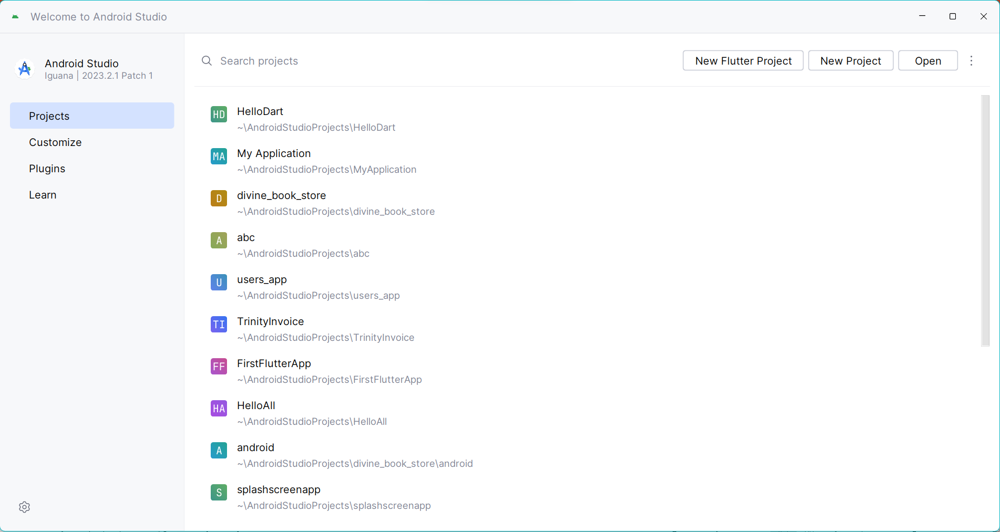 Welcome to Android Studio
Android Studio
Iguana | 2023.2.1 Patch 1
Projects
Customize
Plugins
Learn
Search projects
New Flutter Project
New Project
Open
HD
HelloDart
~\AndroidStudioProjects\HelloDart
MA
My Application
~\AndroidStudioProjects\MyApplication
D
divine_book_store
~\AndroidStudioProjects\divine_book_store
A
abc
~\AndroidStudioProjects\abc
U
users_app
~\AndroidStudioProjects\users_app
TI
TrinityInvoice
~\AndroidStudioProjects\TrinityInvoice
FF
FirstFlutterApp
~\AndroidStudioProjects\FirstFlutterApp
HA
HelloAll
~\AndroidStudioProjects\HelloAll
A
android
~\AndroidStudioProjects\divine_book_store\android
S
splashscreenapp
~\AndroidStudioProjects\splashscreenapp